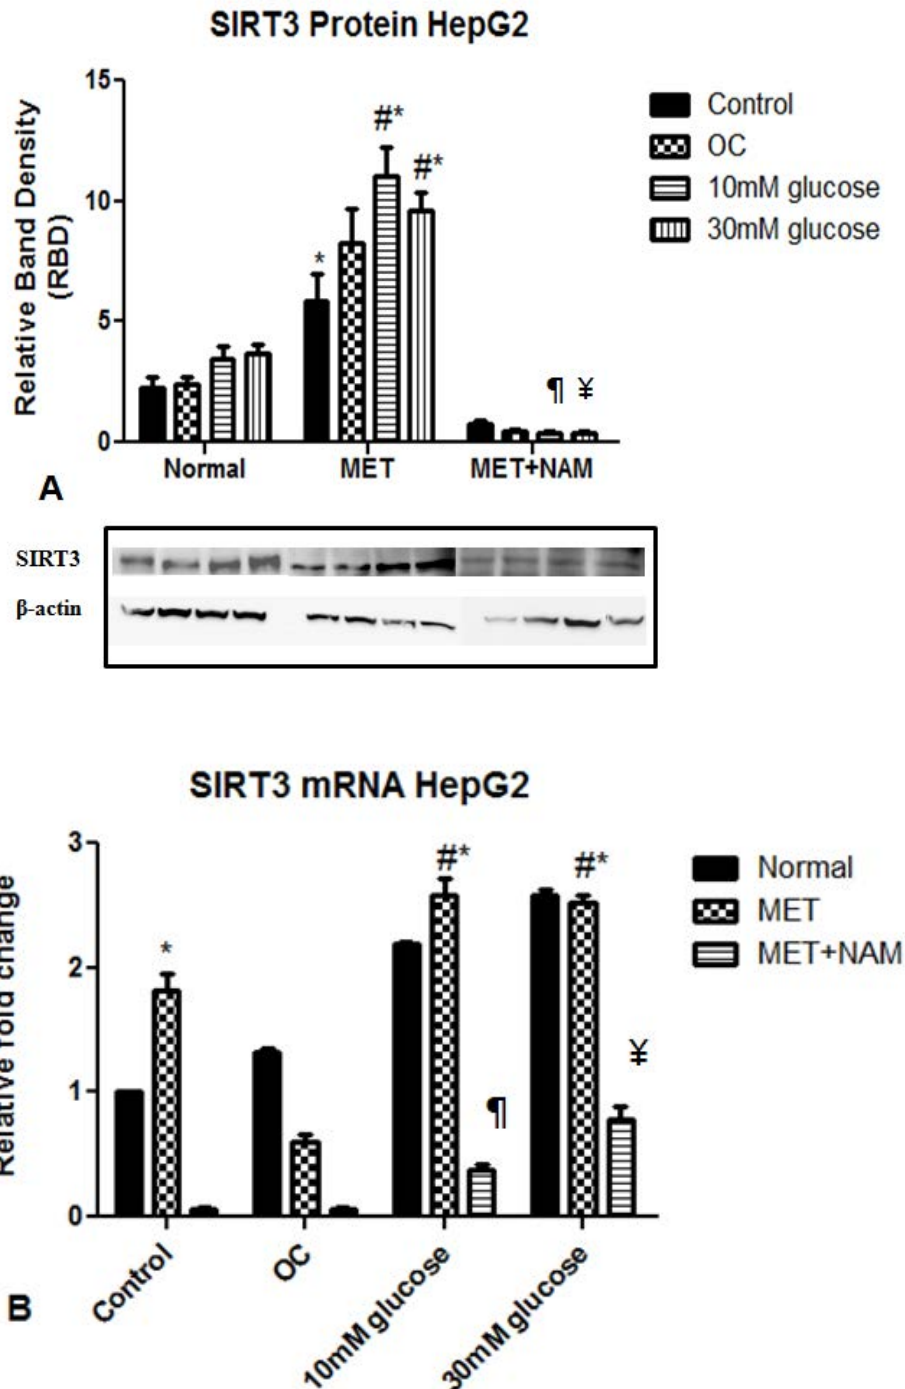 SIRT3 Protein HepG2
Relative Band Density
(RBD)
15
10
5
0
*
#*
#*
¶ ¥
Normal
MET
MET+NAM
Control
OC
10mM glucose
30mM glucose
A
SIRT3
β-actin
SIRT3 mRNA HepG2
Relative fold change
3
2
1
0
*
#*
#*
¶
¥
Normal
MET
MET+NAM
Control
OC
10mM glucose
30mM glucose
B